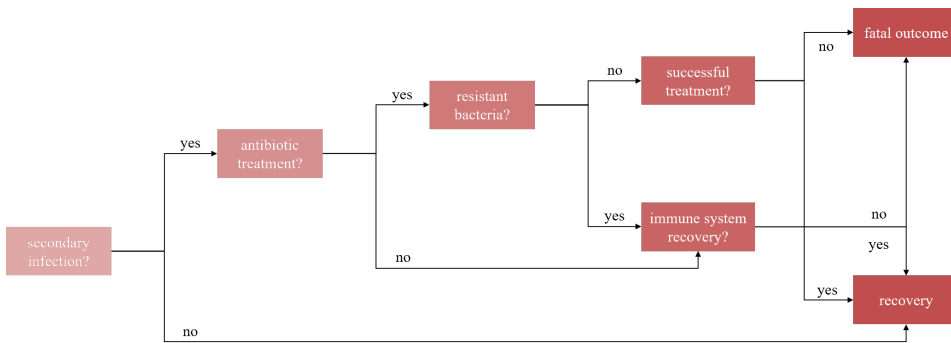 fatal outcome
no
successful
treatment?
no
resistant
bacteria?
yes
antibiotic
treatment?
yes
immune system
recovery?
yes
no
yes
secondary
infection?
no
recovery
yes
no